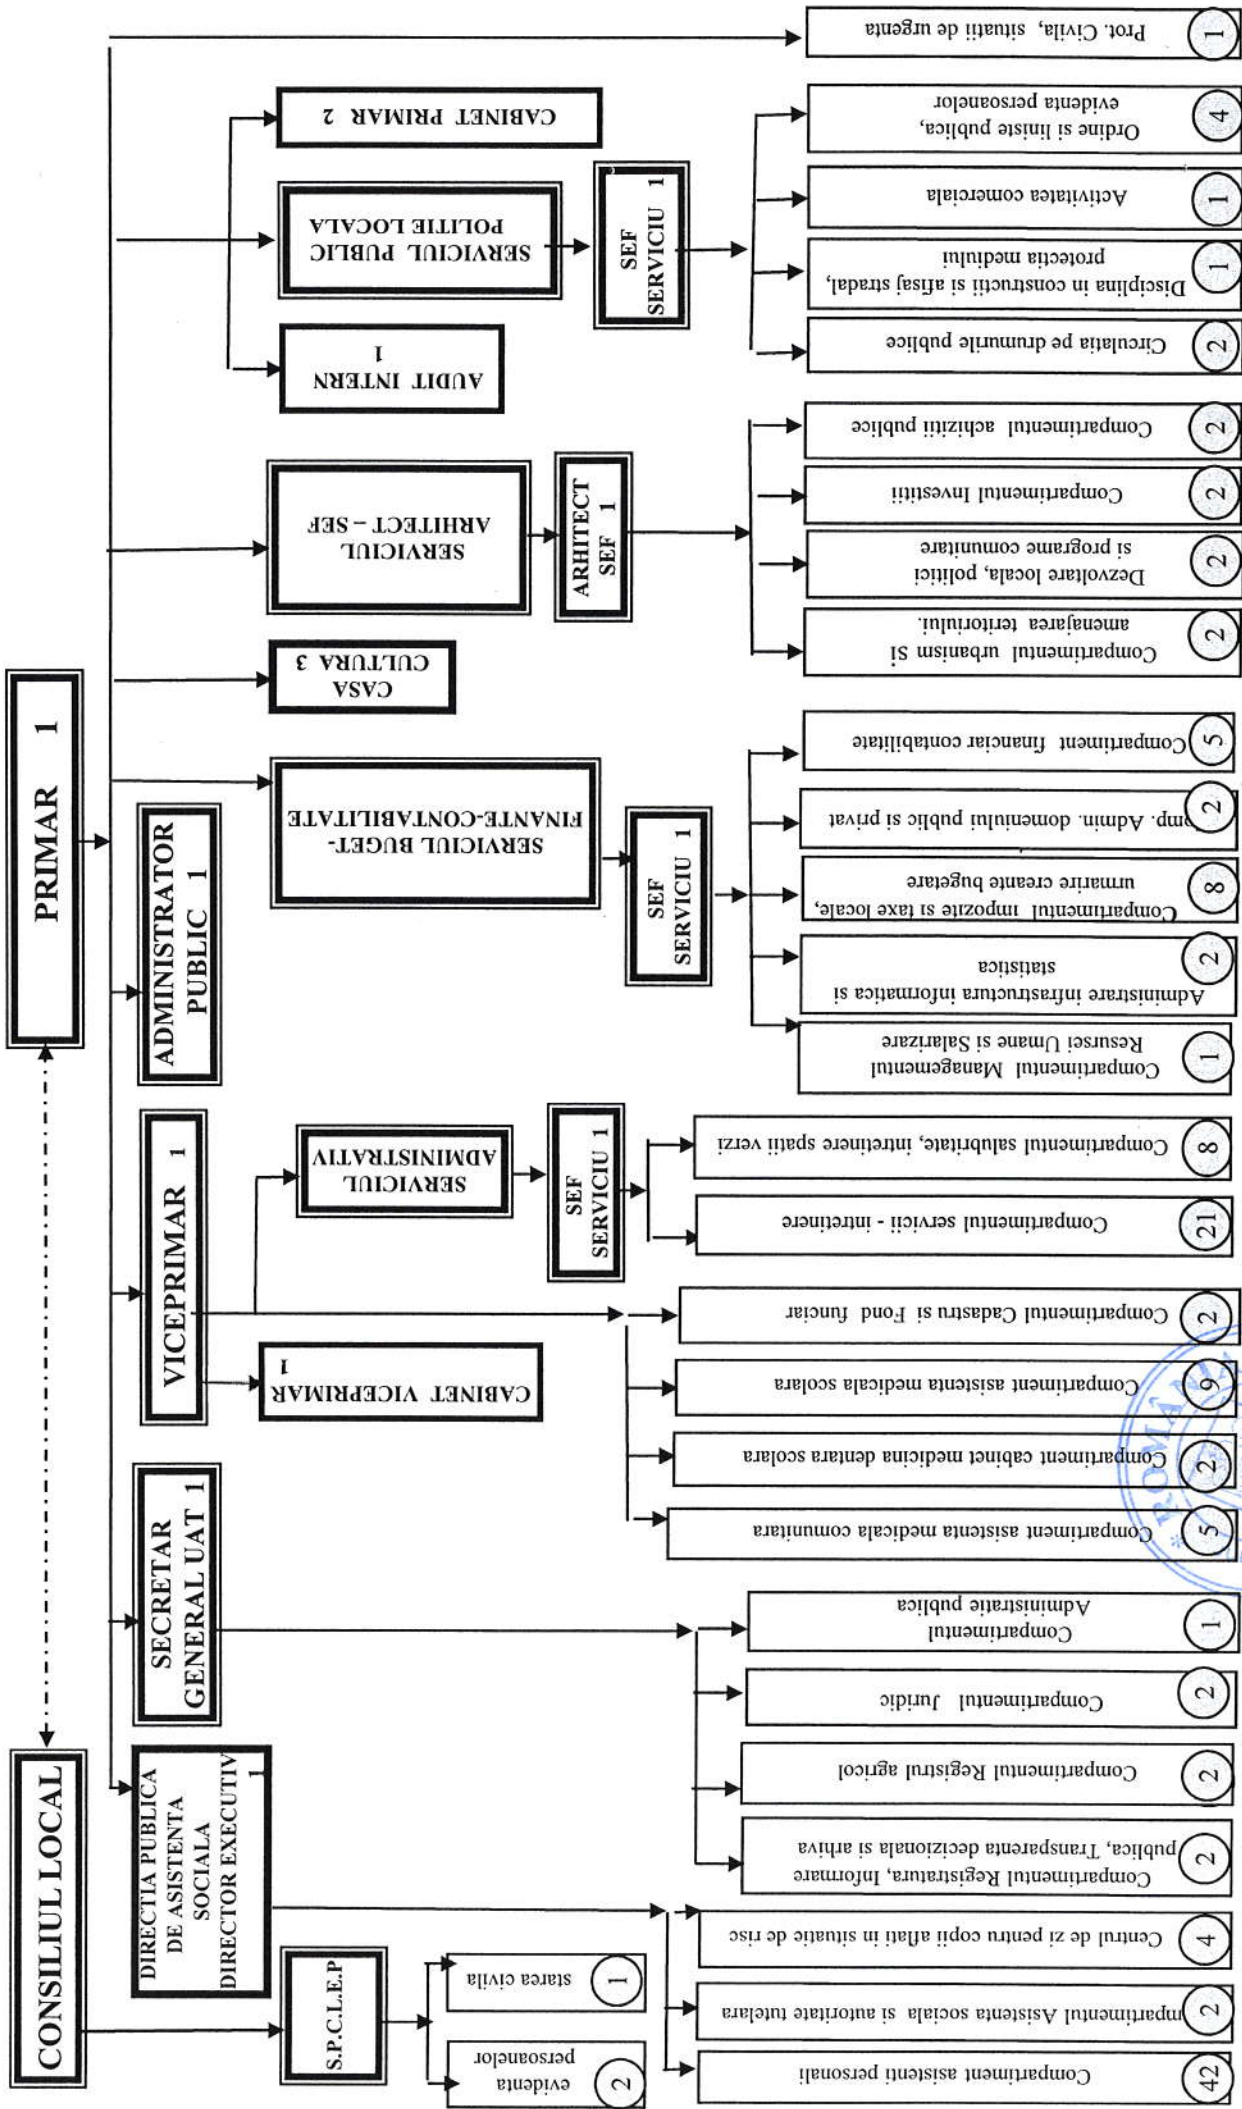 CONSILIUL LOCAL
PRIMAR 1
DIRECTIA PUBLICA
DE ASISTENTA
SOCIALA
DIRECTOR EXECUTIV
1
SECRETAR
GENERAL UAT 1
VICEPRIMAR 1
ADMINISTRATOR
PUBLIC 1
S.P.C.L.E.P
CABINET VICEPRIMAR
1
SERVICIUL
ADMINISTRATIV
SERVICIUL BUGET-
FINANTE-CONTABILITATE
CASA
CULTURA 3
SERVICIUL
ARHITECT – SEF
AUDIT INTERN
1
SERVICIUL PUBLIC
POLITIE LOCALA
CABINET PRIMAR 2
evidenta
persoanelor
2
starea civila
1
SEF
SERVICIU 1
SEF
SERVICIU 1
ARHITECT
SEF 1
SEF
SERVICIU 1
Compartiment asistenti personali
42
mpartimentul Asistenta sociala si autoritate tutelara
2
Centrul de zi pentru copii aflati in situatie de risc
4
Compartimentul Registratura, Informare
publica, Transparenta decizionala si arhiva
2
Compartimentul Registrul agricol
2
Compartimentul Juridic
2
Compartimentul
Administratie publica
1
Compartiment asistenta medicala comunitara
5
Compartiment cabinet medicina dentara scolara
2
Compartiment asistenta medicala scolara
9
Compartimentul Cadastru si Fond funciar
2
Compartimentul servicii - intretinere
21
Compartimentul salubritate, intretinere spatii verzi
8
Compartimentul Managementul
Resursei Umane si Salarizare
1
Administrare infrastructura informatica si
statistica
2
Compartimentul impozite si taxe locale,
urmarire creante bugetare
8
mp. Admin. domeniului public si privat
2
Compartiment financiar contabilitate
5
Compartimentul urbanism Si
amenajarea teritoriului.
2
Dezvoltare locala, politici
si programe comunitare
2
Compartimentul Investitii
2
Compartimentul achizitii publice
2
Circulatia pe drumurile publice
2
Disciplina in constructii si afisaj stradal,
protectia mediului
1
Activitatea comerciala
1
Ordine si liniste publica,
evidenta persoanelor
4
Prot. Civila, situatii de urgenta
1
* ROMÂNIA